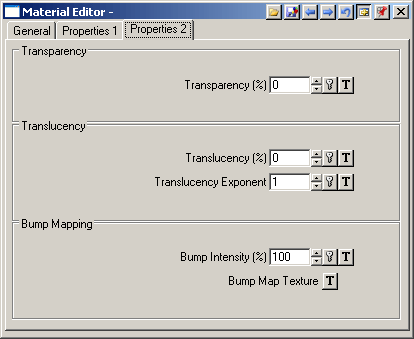 Material Editor -
General Properties 1 Properties 2
Transparency
Transparency (%) 0 T
Translucency
Translucency (%) 0 T
Translucency Exponent 1 T
Bump Mapping
Bump Intensity (%) 100 T
Bump Map Texture T